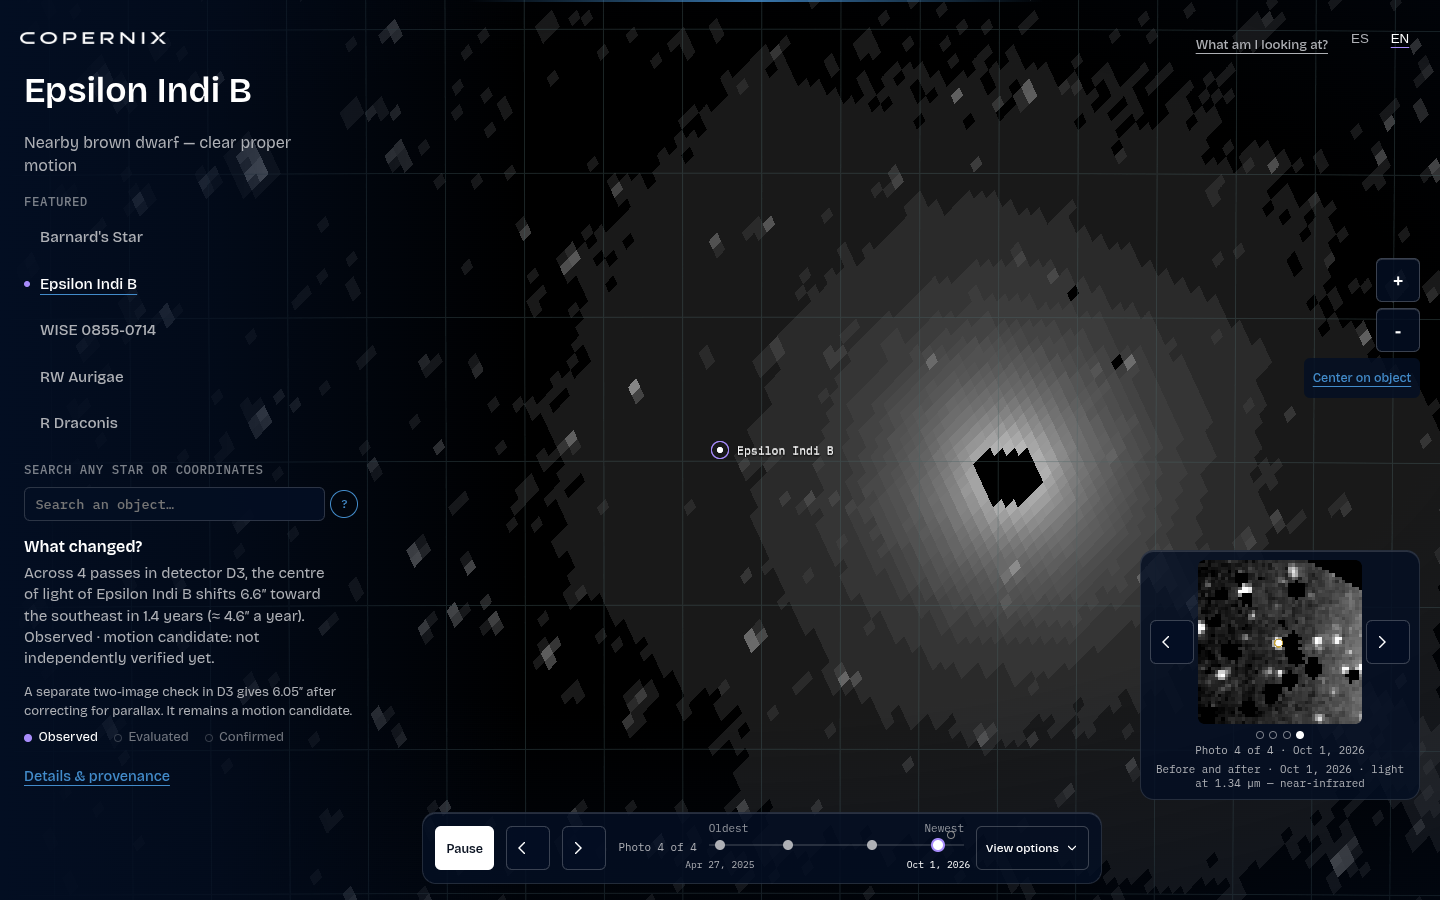 COPERNIX
What am I looking at?
ES
EN
Epsilon Indi B
Nearby brown dwarf — clear proper
motion
FEATURED
Barnard's Star
Epsilon Indi B
WISE 0855-0714
RW Aurigae
R Draconis
SEARCH ANY STAR OR COORDINATES
Search an object…
?
What changed?
Across 4 passes in detector D3, the centre
of light of Epsilon Indi B shifts 6.6″ toward
the southeast in 1.4 years (≈ 4.6″ a year).
Observed · motion candidate: not
independently verified yet.
A separate two-image check in D3 gives 6.05″ after
correcting for parallax. It remains a motion candidate.
Observed
Evaluated
Confirmed
Details & provenance
Epsilon Indi B
+
-
Center on object
Photo 4 of 4 · Oct 1, 2026
Before and after · Oct 1, 2026 · light
at 1.34 µm — near-infrared
Pause
Photo 4 of 4
Oldest
Newest
Apr 27, 2025
Oct 1, 2026
View options